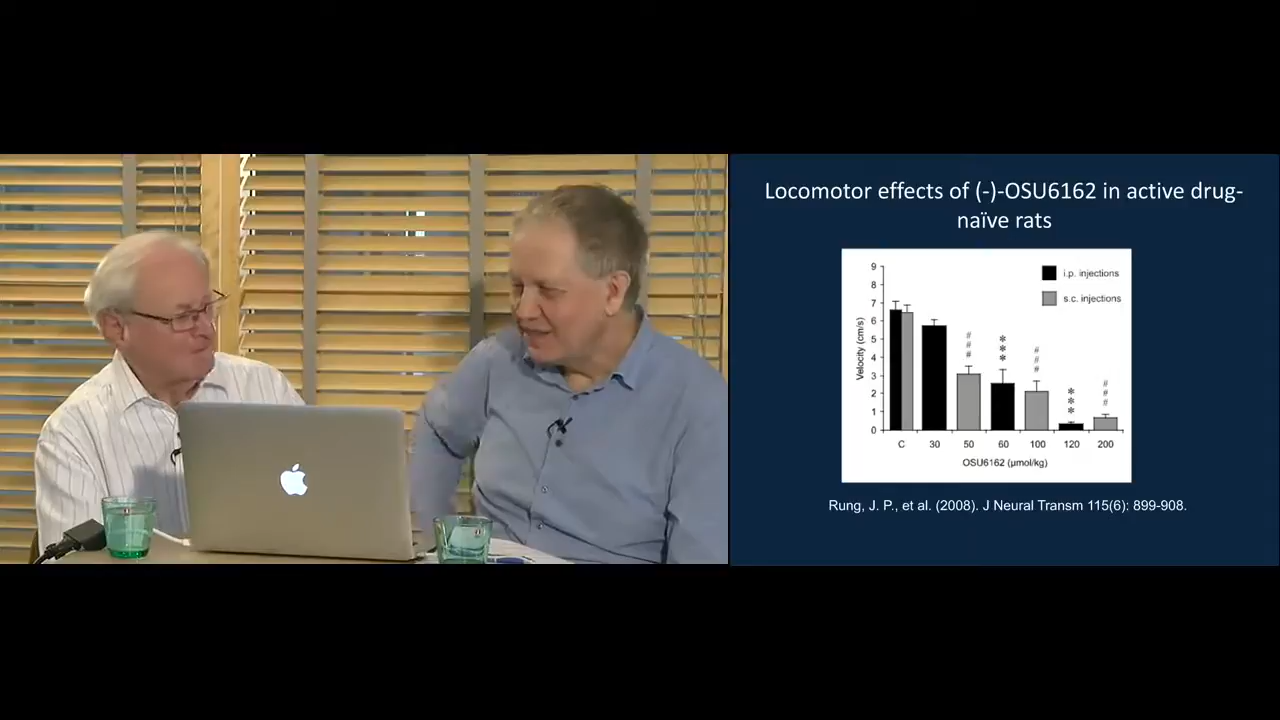 Locomotor effects of (-)-OSU6162 in active drug-
naïve rats
9
8
7
6
5
4
3
2
1
0
Velocity (cm/s)
i.p. injections
s.c. injections
# # #
* * *
# # #
* * *
# # #
C 30 50 60 100 120 200
OSU6162 (µmol/kg)
Rung, J. P., et al. (2008). J Neural Transm 115(6): 899-908.